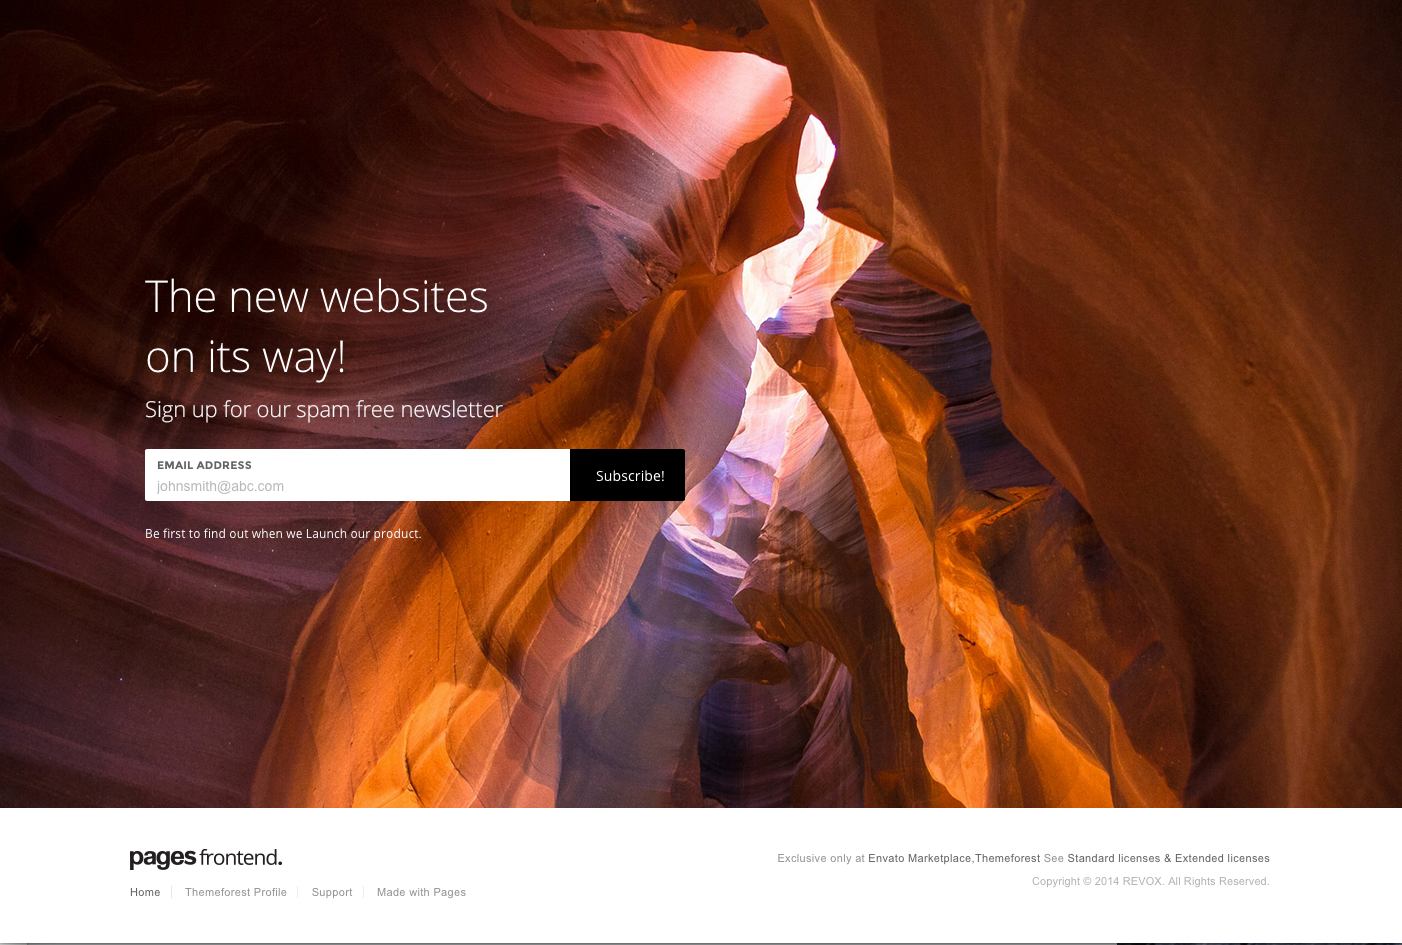 The new websites
on its way!
Sign up for our spam free newsletter
EMAIL ADDRESS
johnsmith@abc.com
Subscribe!
Be first to find out when we Launch our product.
pages frontend.
Home
Themeforest Profile
Support
Made with Pages
Exclusive only at Envato Marketplace,Themeforest See Standard licenses & Extended licenses
Copyright © 2014 REVOX. All Rights Reserved.